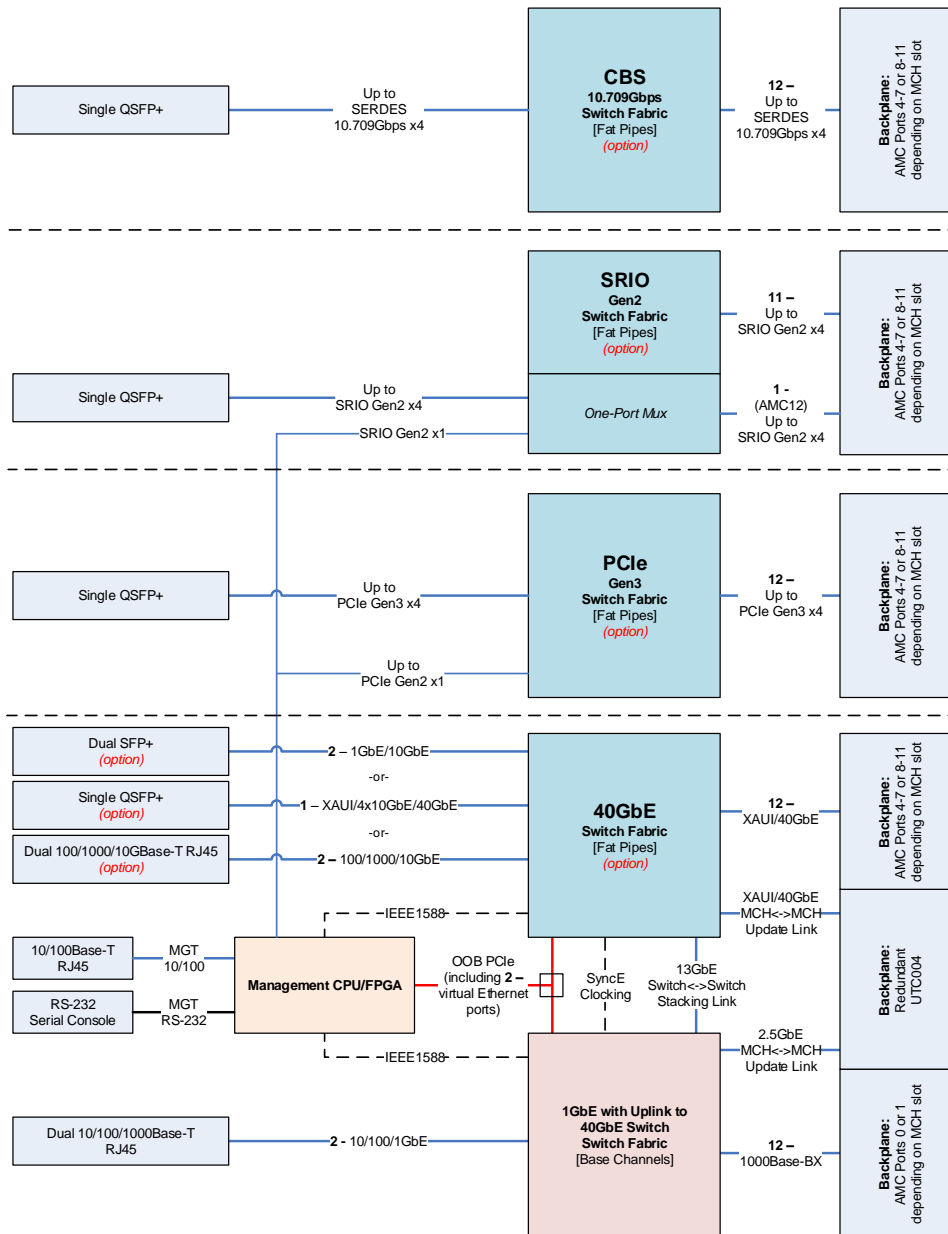 Single QSFP+
Up to
SERDES
10.709Gbps x4
CBS
10.709Gbps
Switch Fabric
[Fat Pipes]
(option)
12 –
Up to
SERDES
10.709Gbps x4
Backplane:
AMC Ports 4-7 or 8-11
depending on MCH slot
SRIO
Gen2
Switch Fabric
[Fat Pipes]
(option)
11 –
Up to
SRIO Gen2 x4
Single QSFP+
Up to
SRIO Gen2 x4
SRIO Gen2 x1
One-Port Mux
1 -
(AMC12)
Up to
SRIO Gen2 x4
Backplane:
AMC Ports 4-7 or 8-11
depending on MCH slot
Single QSFP+
Up to
PCIe Gen3 x4
Up to
PCIe Gen2 x1
PCIe
Gen3
Switch Fabric
[Fat Pipes]
(option)
12 –
Up to
PCIe Gen3 x4
Backplane:
AMC Ports 4-7 or 8-11
depending on MCH slot
Dual SFP+
(option)
2 – 1GbE/10GbE
-or-
Single QSFP+
(option)
1 – XAUI/4x10GbE/40GbE
-or-
Dual 100/1000/10GBase-T RJ45
(option)
2 – 100/1000/10GbE
40GbE
Switch Fabric
[Fat Pipes]
(option)
12 –
XAUI/40GbE
Backplane:
AMC Ports 4-7 or 8-11
depending on MCH slot
XAUI/40GbE
MCH<->MCH
Update Link
IEEE1588
10/100Base-T
RJ45
MGT
10/100
RS-232
Serial Console
MGT
RS-232
Management CPU/FPGA
OOB PCIe
(including 2 –
virtual Ethernet
ports)
SyncE
Clocking
13GbE
Switch<->Switch
Stacking Link
Backplane:
Redundant
UTC004
IEEE1588
2.5GbE
MCH<->MCH
Update Link
Dual 10/100/1000Base-T
RJ45
2 - 10/100/1GbE
1GbE with Uplink to
40GbE Switch
Switch Fabric
[Base Channels]
12 –
1000Base-BX
Backplane:
AMC Ports 0 or 1
depending on MCH slot